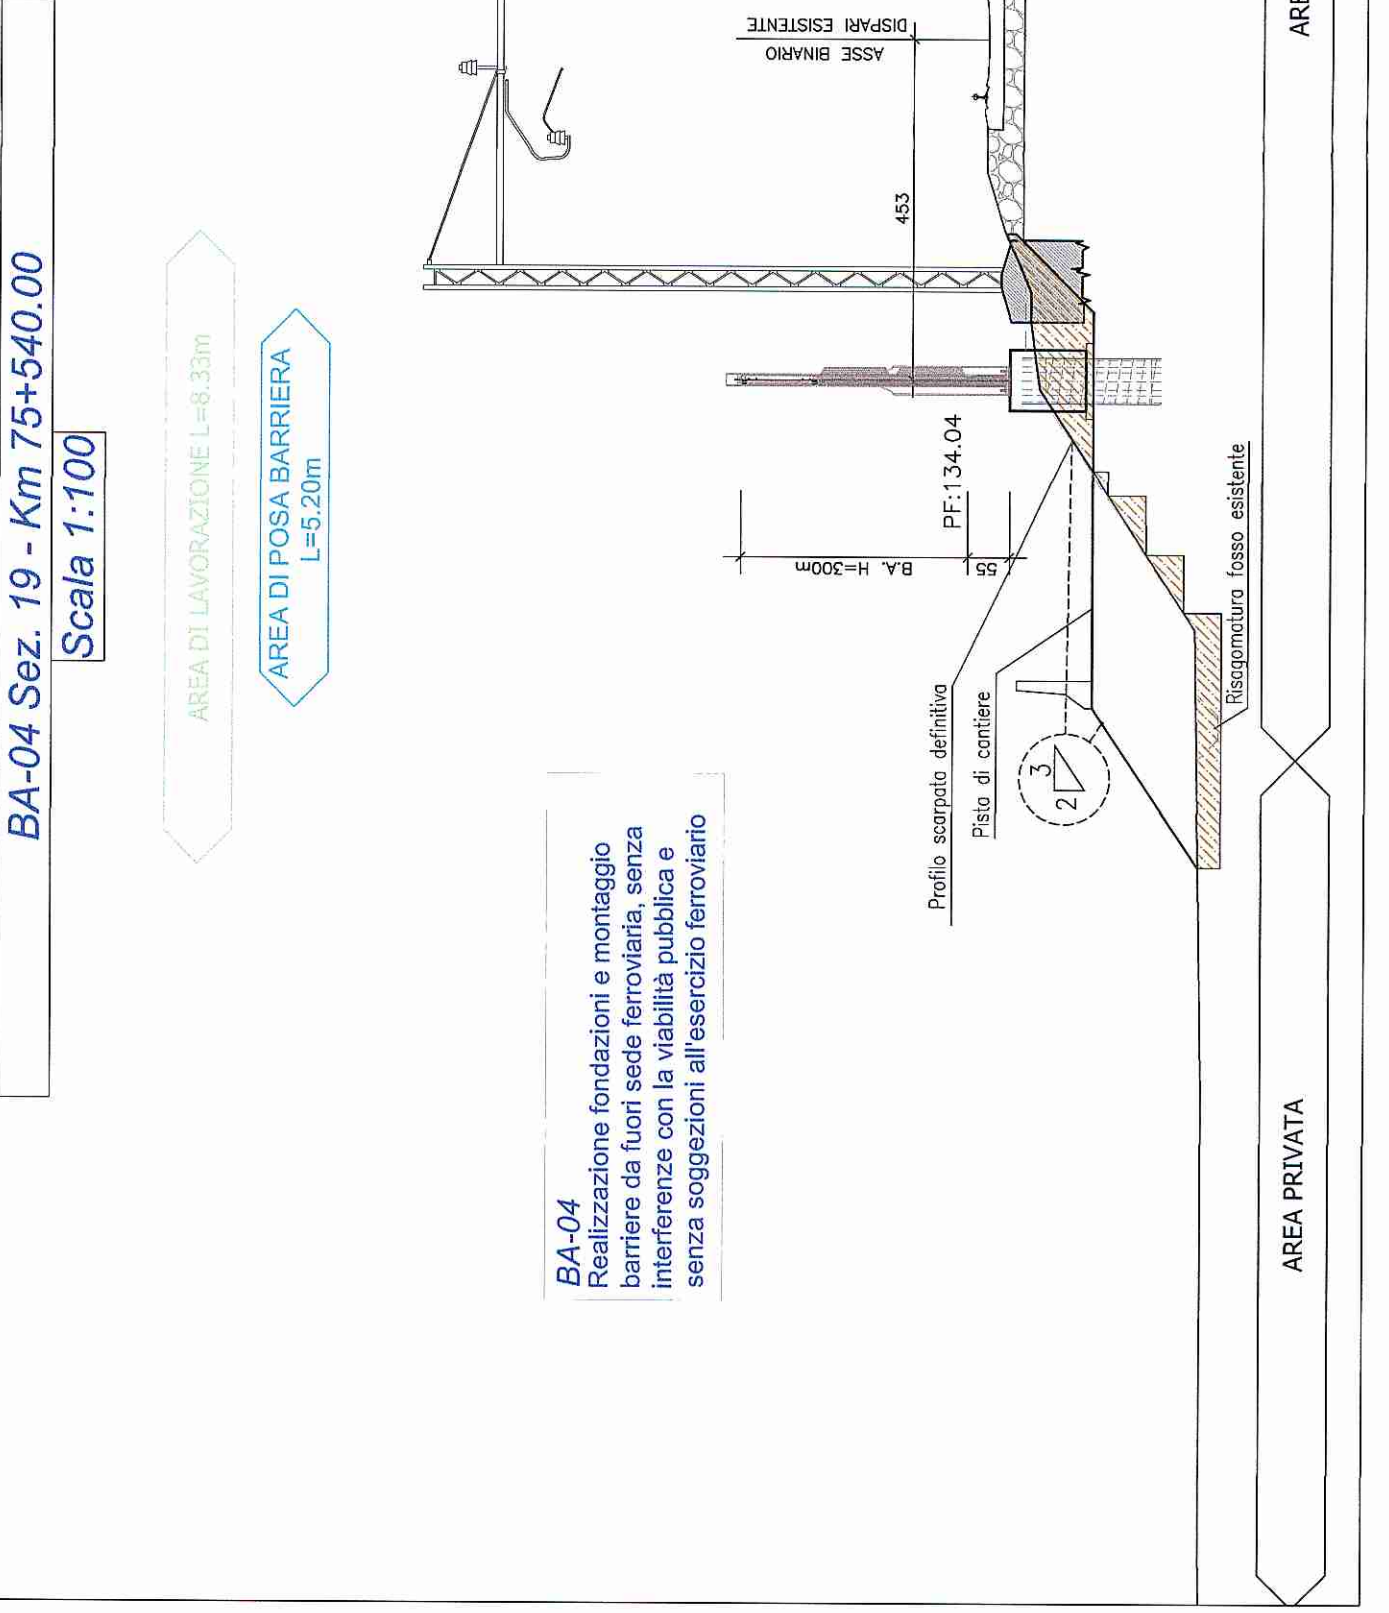 BA-04 Sez. 19 - Km 75+540.00
Scala 1:100
AREA DI LAVORAZIONE L=8.33m
AREA DI POSA BARRIERA
L=5.20m
BA-04
Realizzazione fondazioni e montaggio
barriere da fuori sede ferroviaria, senza
interferenze con la viabilità pubblica e
senza soggezioni all'esercizio ferroviario
ASSE BINARIO
DISPARI ESISTENTE
453
B.A. H=300m
55
PF:134.04
Profilo scarpata definitiva
Pista di cantiere
3
2
Risagomatura fosso esistente
AREA PRIVATA
ARE